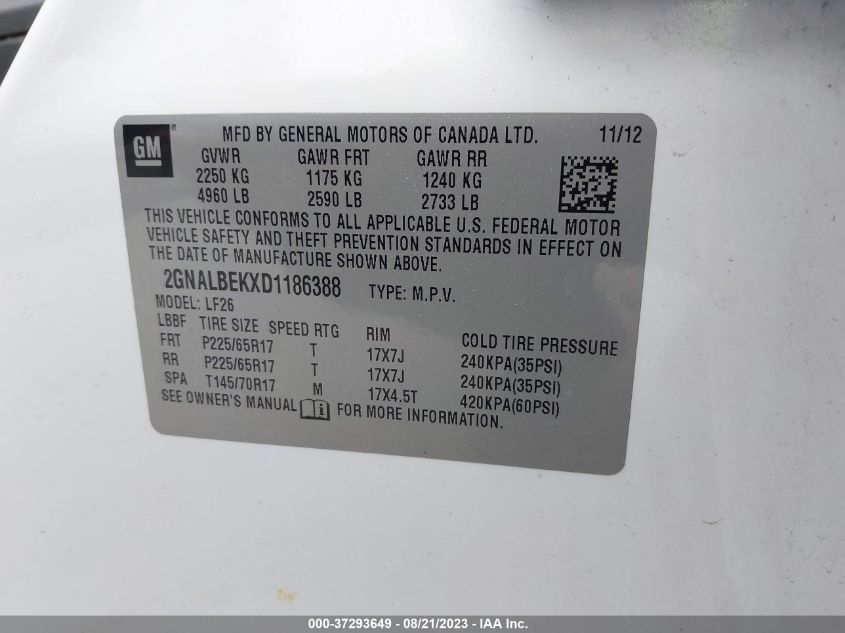 GM ® MFD BY GENERAL MOTORS OF CANADA LTD. 11/12
GVWR GAWR FRT GAWR RR
2250 KG 1175 KG 1240 KG
4960 LB 2590 LB 2733 LB
THIS VEHICLE CONFORMS TO ALL APPLICABLE U.S. FEDERAL MOTOR
VEHICLE SAFETY AND THEFT PREVENTION STANDARDS IN EFFECT ON
THE DATE OF MANUFACTURE SHOWN ABOVE.
2GNALBEKXD1186388 TYPE: M.P.V.
MODEL: LF26
LBBF TIRE SIZE SPEED RTG RIM COLD TIRE PRESSURE
FRT P225/65R17 T 17X7J 240KPA(35PSI)
RR P225/65R17 T 17X7J 240KPA(35PSI)
SPA T145/70R17 M 17X4.5T 420KPA(60PSI)
SEE OWNER'S MANUAL FOR MORE INFORMATION.
000-37293649 - 08/21/2023 - IAA Inc.